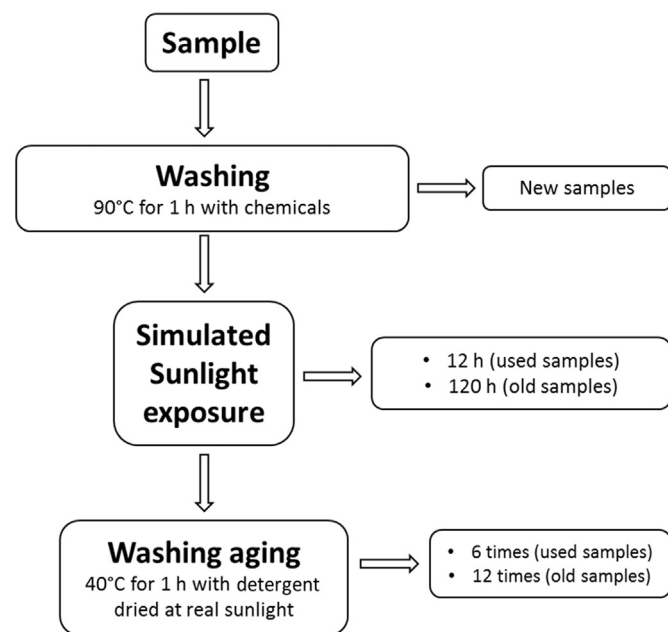 Sample
Washing
90°C for 1 h with chemicals
New samples
Simulated
Sunlight
exposure
• 12 h (used samples)
• 120 h (old samples)
Washing aging
40°C for 1 h with detergent
dried at real sunlight
• 6 times (used samples)
• 12 times (old samples)